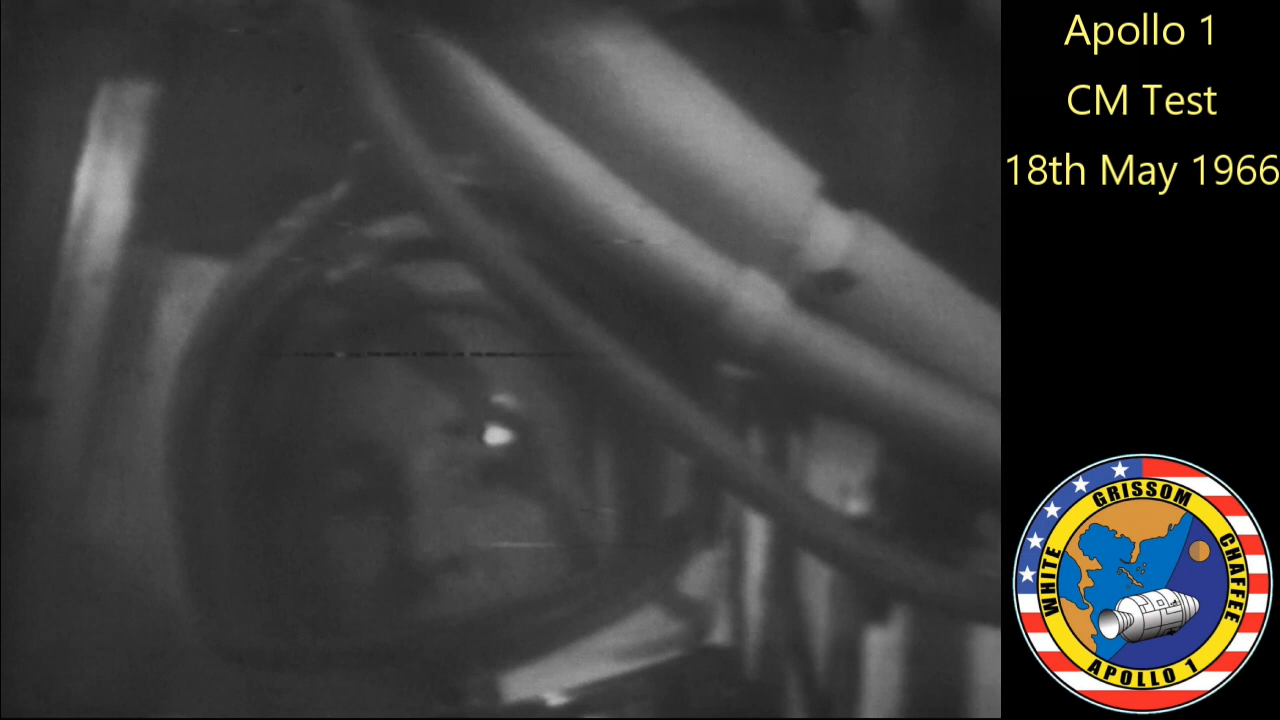 Apollo 1
CM Test
18th May 1966
GRISSOM
WHITE
CHAFFEE
APOLLO 1